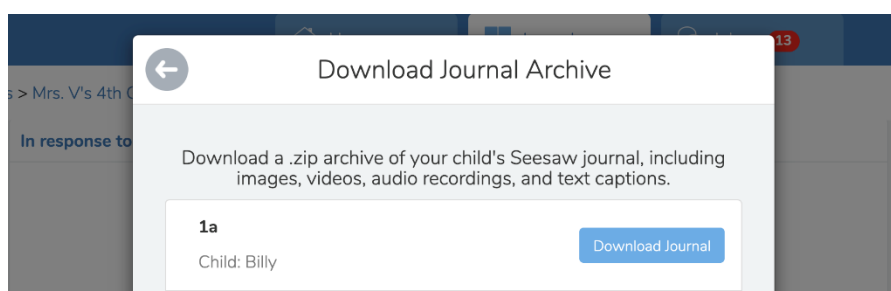 13
Download Journal Archive
s > Mrs. V's 4th
In response to
Download a .zip archive of your child's Seesaw journal, including
images, videos, audio recordings, and text captions.
1a
Download Journal
Child: Billy